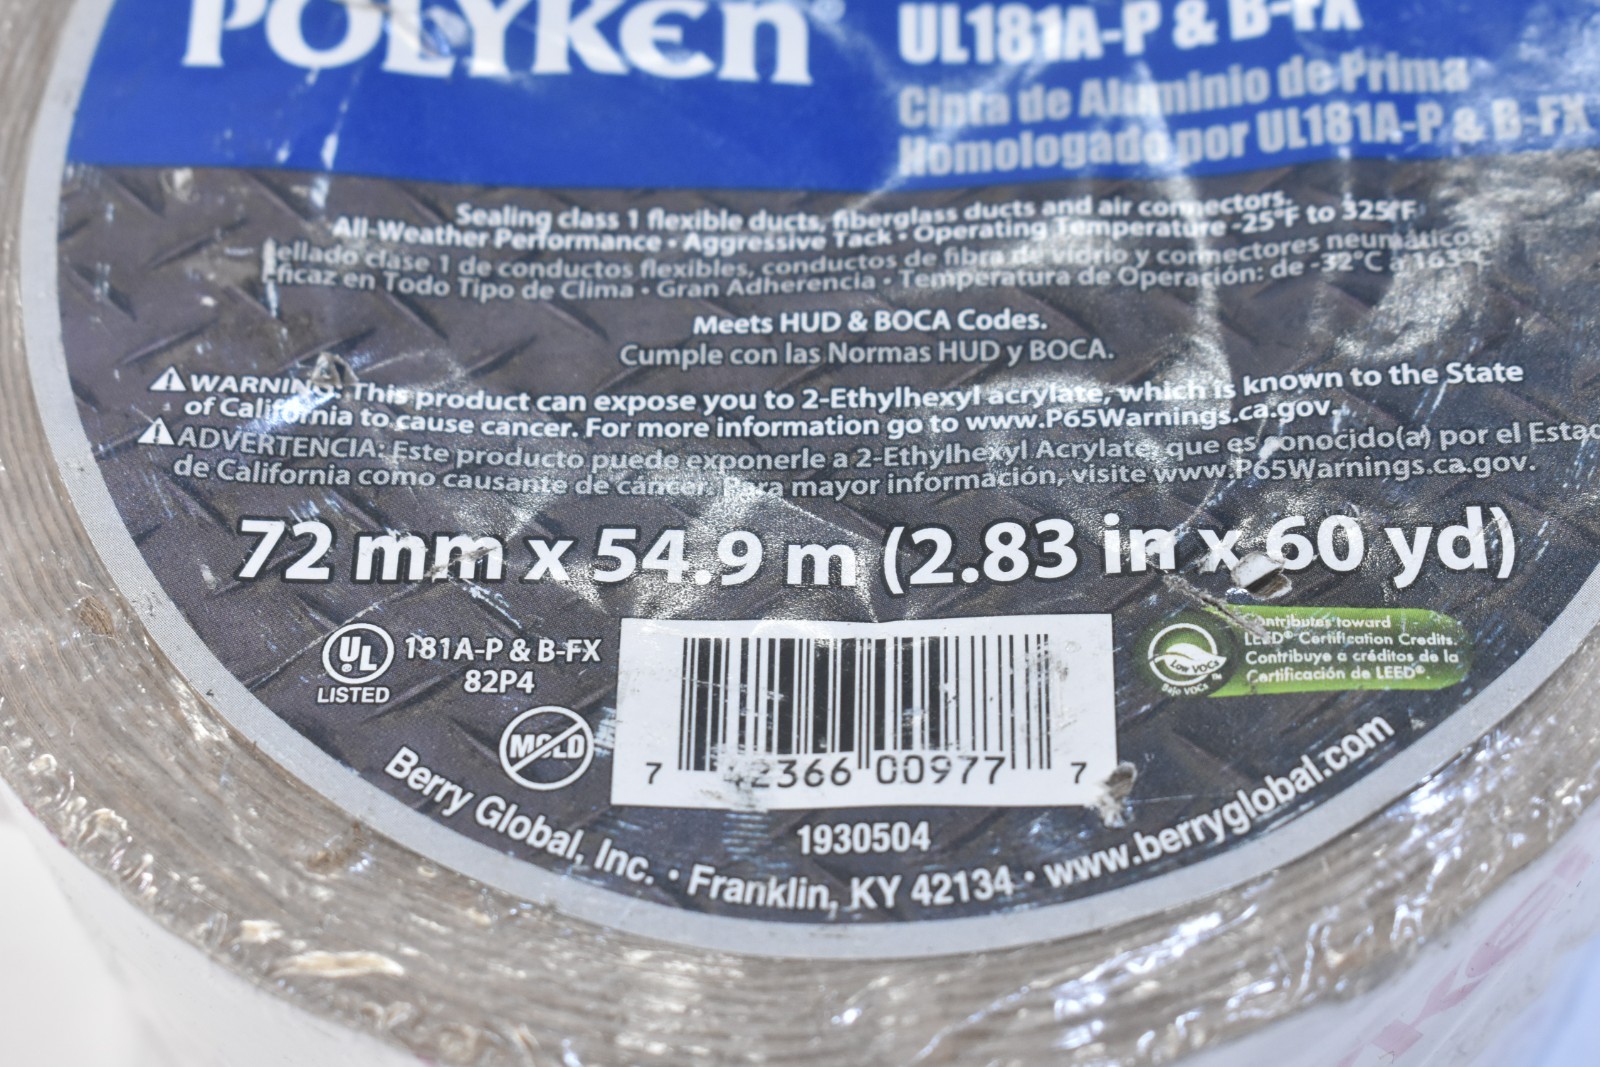 POLYKEN®
UL181A-P & B-FX
Cinta de Aluminio de Prima
Homologado por UL181A-P & B-FX
Sealing class 1 flexible ducts, fiberglass ducts and air connectors.
All-Weather Performance • Aggressive Tack • Operating Temperature -25°F to 325°F
ellado clase 1 de conductos flexibles, conductos de fibra de vidrio y connectores neumáticos
ficaz en Todo Tipo de Clima • Gran Adherencia • Temperatura de Operación: de -32°C a 163°C
Meets HUD & BOCA Codes.
Cumple con las Normas HUD y BOCA.
⚠WARNING: This product can expose you to 2-Ethylhexyl acrylate, which is known to the State
of California to cause cancer. For more information go to www.P65Warnings.ca.gov.
⚠ADVERTENCIA: Este producto puede exponerle a 2-Ethylhexyl Acrylate, que es conocido(a) por el Estad
de California como causante de cáncer. Para mayor información, visite www.P65Warnings.ca.gov.
72 mm x 54.9 m (2.83 in x 60 yd)
UL
LISTED
181A-P & B-FX
82P4
MOLD
7 2366 00977 7
1930504
Low VOCs
Bajo VOCs™
Contributes toward
LEED® Certification Credits.
Contribuye a créditos de la
Certificación de LEED®.
Berry Global, Inc. • Franklin, KY 42134 • www.berryglobal.com